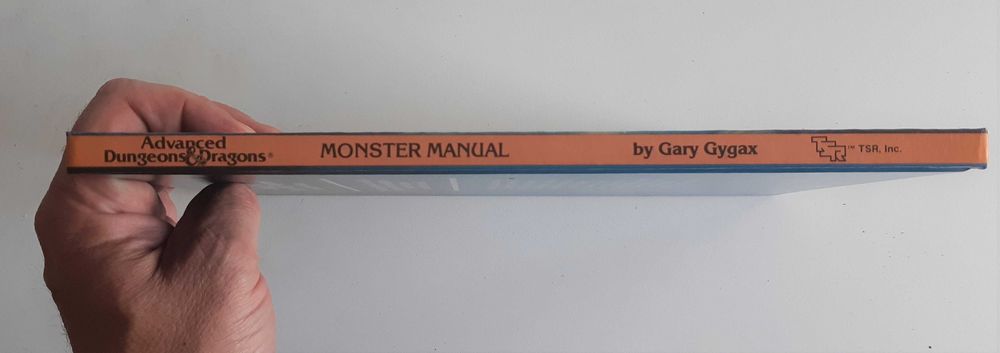 Advanced
Dungeons & Dragons®
MONSTER MANUAL
by Gary Gygax
TSR ™ TSR, Inc.